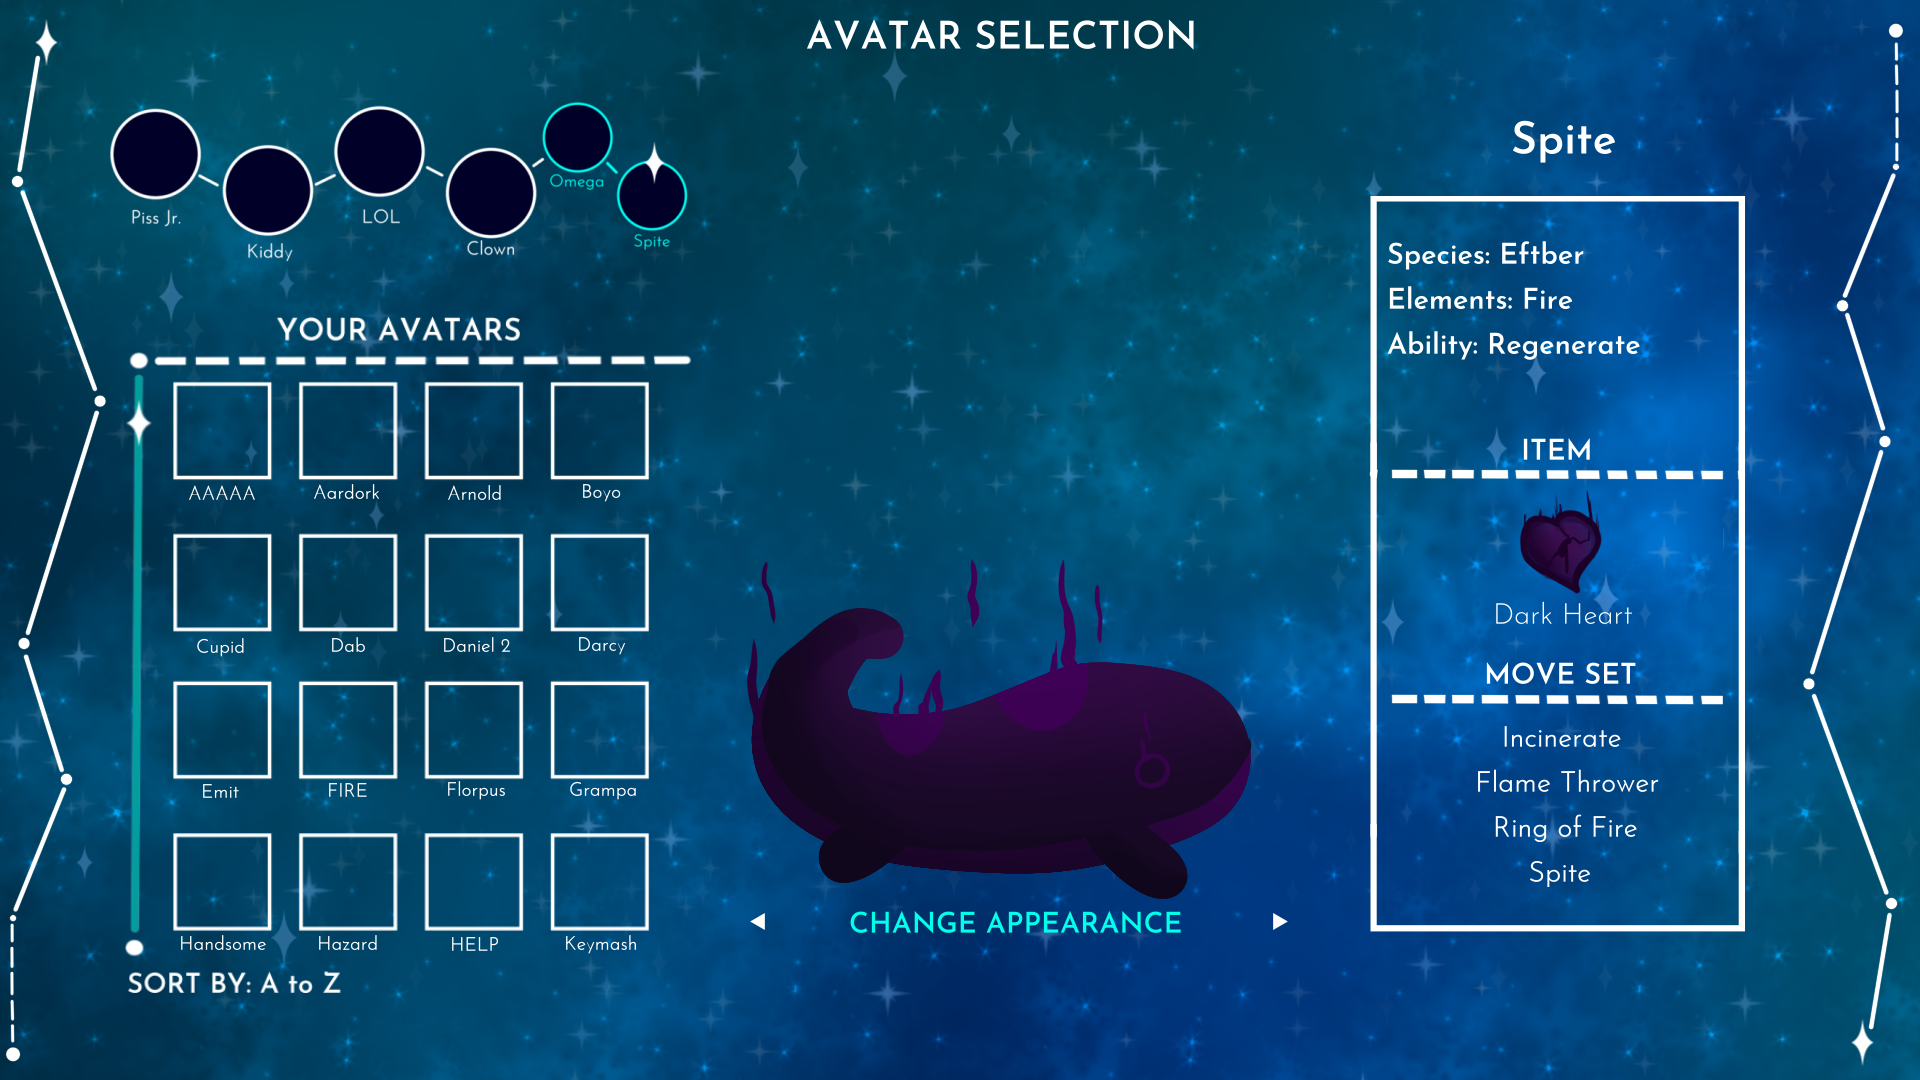 AVATAR SELECTION
Piss Jr.
Kiddy
LOL
Clown
Omega
Spite
YOUR AVATARS
AAAAA
Aardork
Arnold
Boyo
Cupid
Dab
Daniel 2
Darcy
Emit
FIRE
Florpus
Grampa
Handsome
Hazard
HELP
Keymash
SORT BY: A to Z
CHANGE APPEARANCE
Spite
Species: Eftber
Elements: Fire
Ability: Regenerate
ITEM
Dark Heart
MOVE SET
Incinerate
Flame Thrower
Ring of Fire
Spite